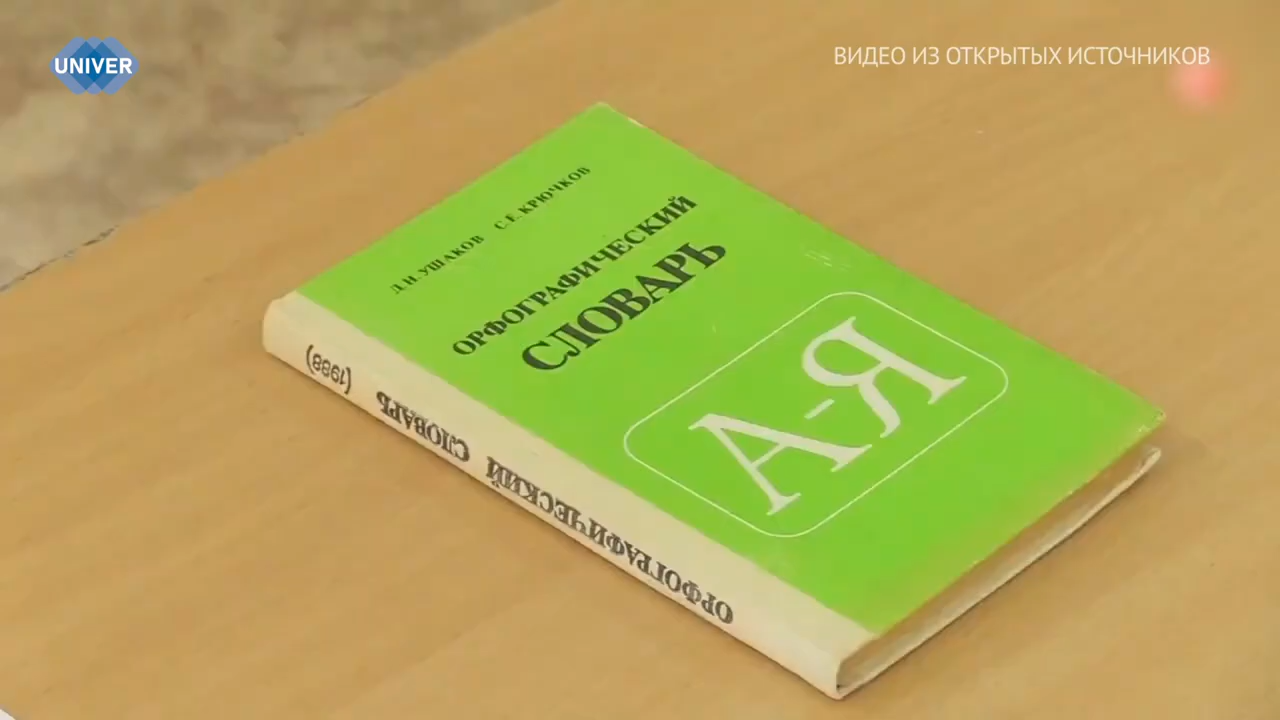 UNIVER
ВИДЕО ИЗ ОТКРЫТЫХ ИСТОЧНИКОВ
Д.Н.УШАКОВ С.Е.КРЮЧКОВ
ОРФОГРАФИЧЕСКИЙ
СЛОВАРЬ
А-Я
ОРФОГРАФИЧЕСКИЙ СЛОВАРЬ (1988)